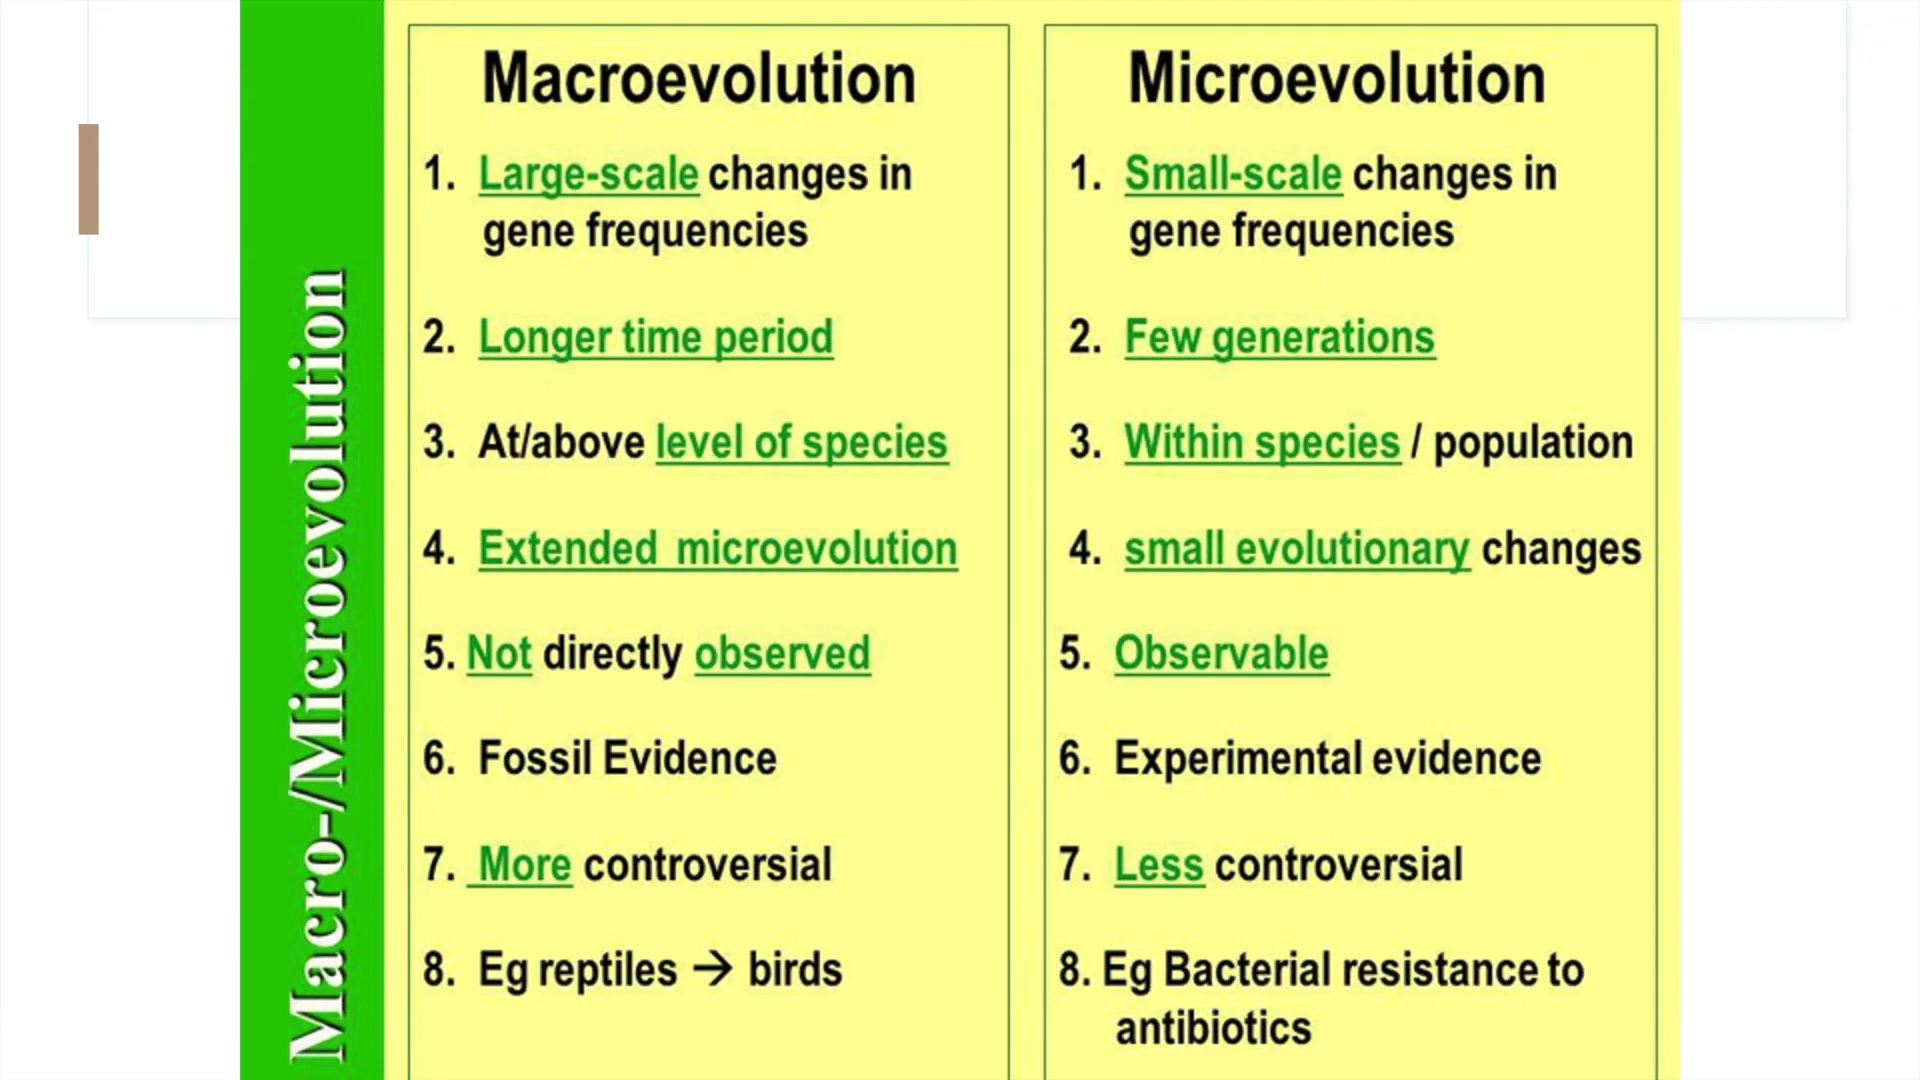 Macro-/Microevolution
Macroevolution
1. Large-scale changes in
gene frequencies
2. Longer time period
3. At/above level of species
4. Extended microevolution
5. Not directly observed
6. Fossil Evidence
7. More controversial
8. Eg reptiles → birds
Microevolution
1. Small-scale changes in
gene frequencies
2. Few generations
3. Within species / population
4. small evolutionary changes
5. Observable
6. Experimental evidence
7. Less controversial
8. Eg Bacterial resistance to
antibiotics